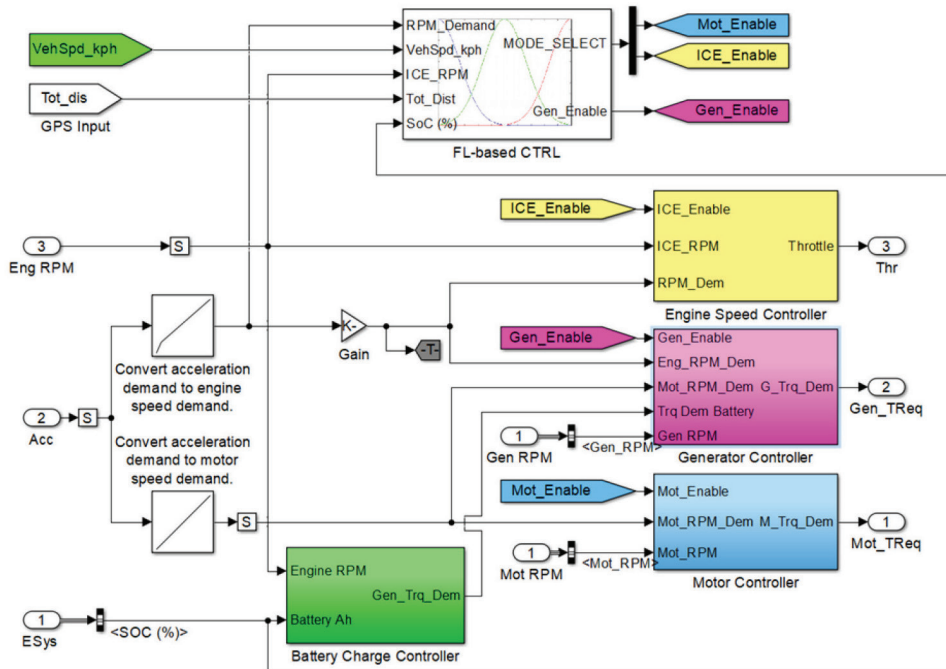 RPM_Demand
VehSpd_kph
ICE_RPM
Tot_Dist
SoC (%)
MODE_SELECT
Gen_Enable
FL-based CTRL
VehSpd_kph
Tot_dis
GPS Input
Mot_Enable
ICE_Enable
Gen_Enable
3
Eng RPM
S
ICE_Enable
ICE_Enable
ICE_RPM
RPM_Dem
Throttle
Engine Speed Controller
3
Thr
Convert acceleration
demand to engine
speed demand.
K-
Gain
-T-
2
Acc
S
Convert acceleration
demand to motor
speed demand.
S
Gen_Enable
Gen_Enable
Eng_RPM_Dem
Mot_RPM_Dem
G_Trq_Dem
Trq Dem Battery
Gen RPM
Generator Controller
1
Gen RPM
<Gen_RPM>
2
Gen_TReq
Mot_Enable
Mot_Enable
Mot_RPM_Dem
M_Trq_Dem
Mot_RPM
Motor Controller
1
Mot RPM
<Mot_RPM>
1
Mot_TReq
1
ESys
<SOC (%)>
Engine RPM
Gen_Trq_Dem
Battery Ah
Battery Charge Controller